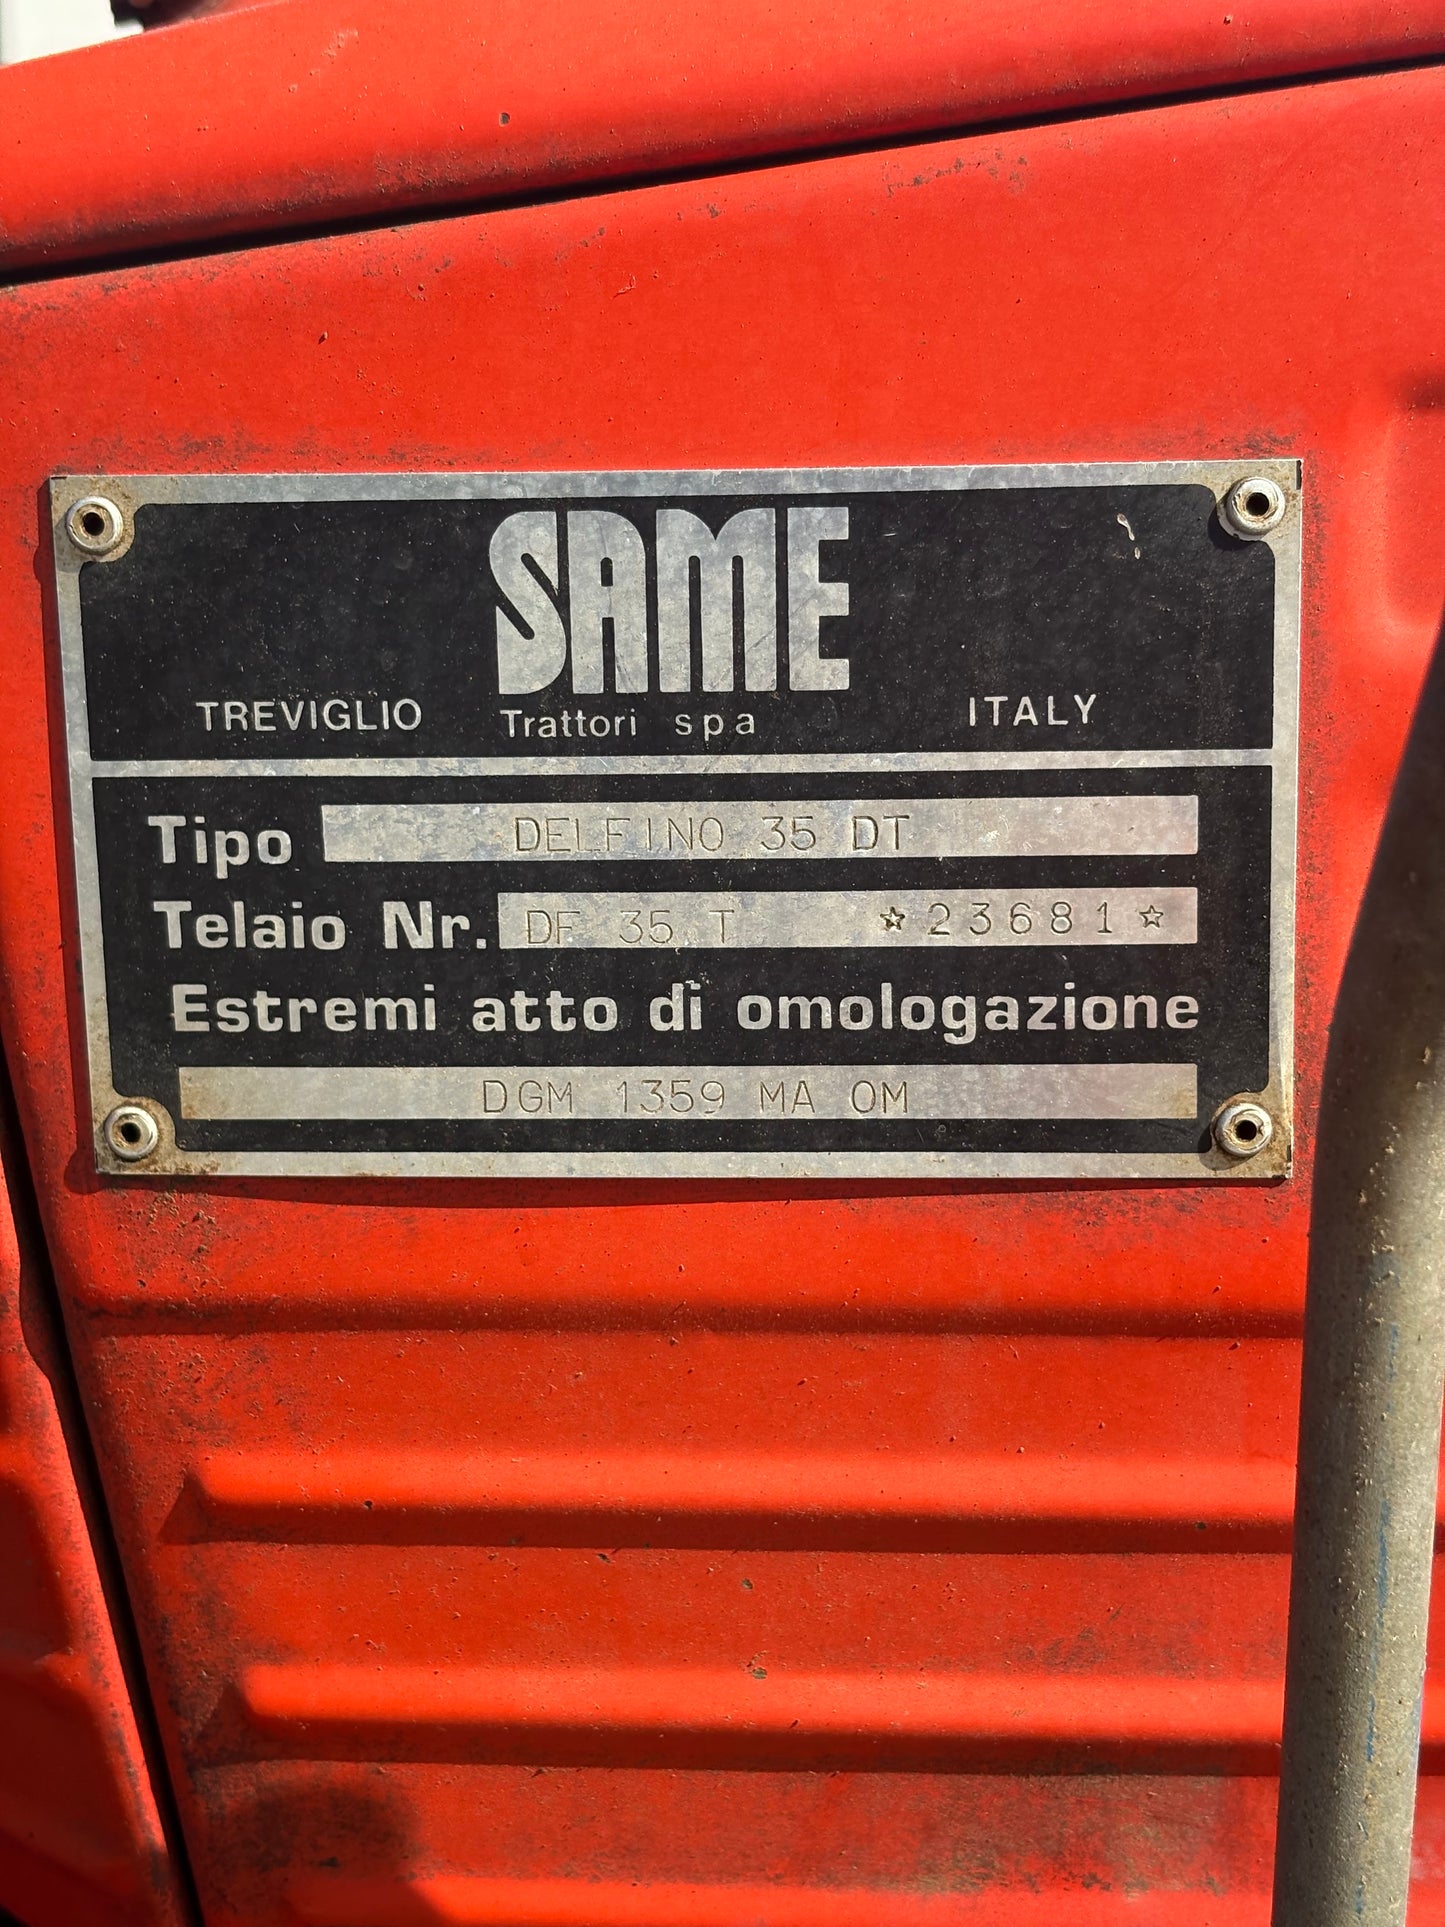 SAME
TREVIGLIO Trattori spa ITALY
Tipo DELFINO 35 DT
Telaio Nr. DF 35 T ☆23681☆
Estremi atto di omologazione
DGM 1359 MA OM